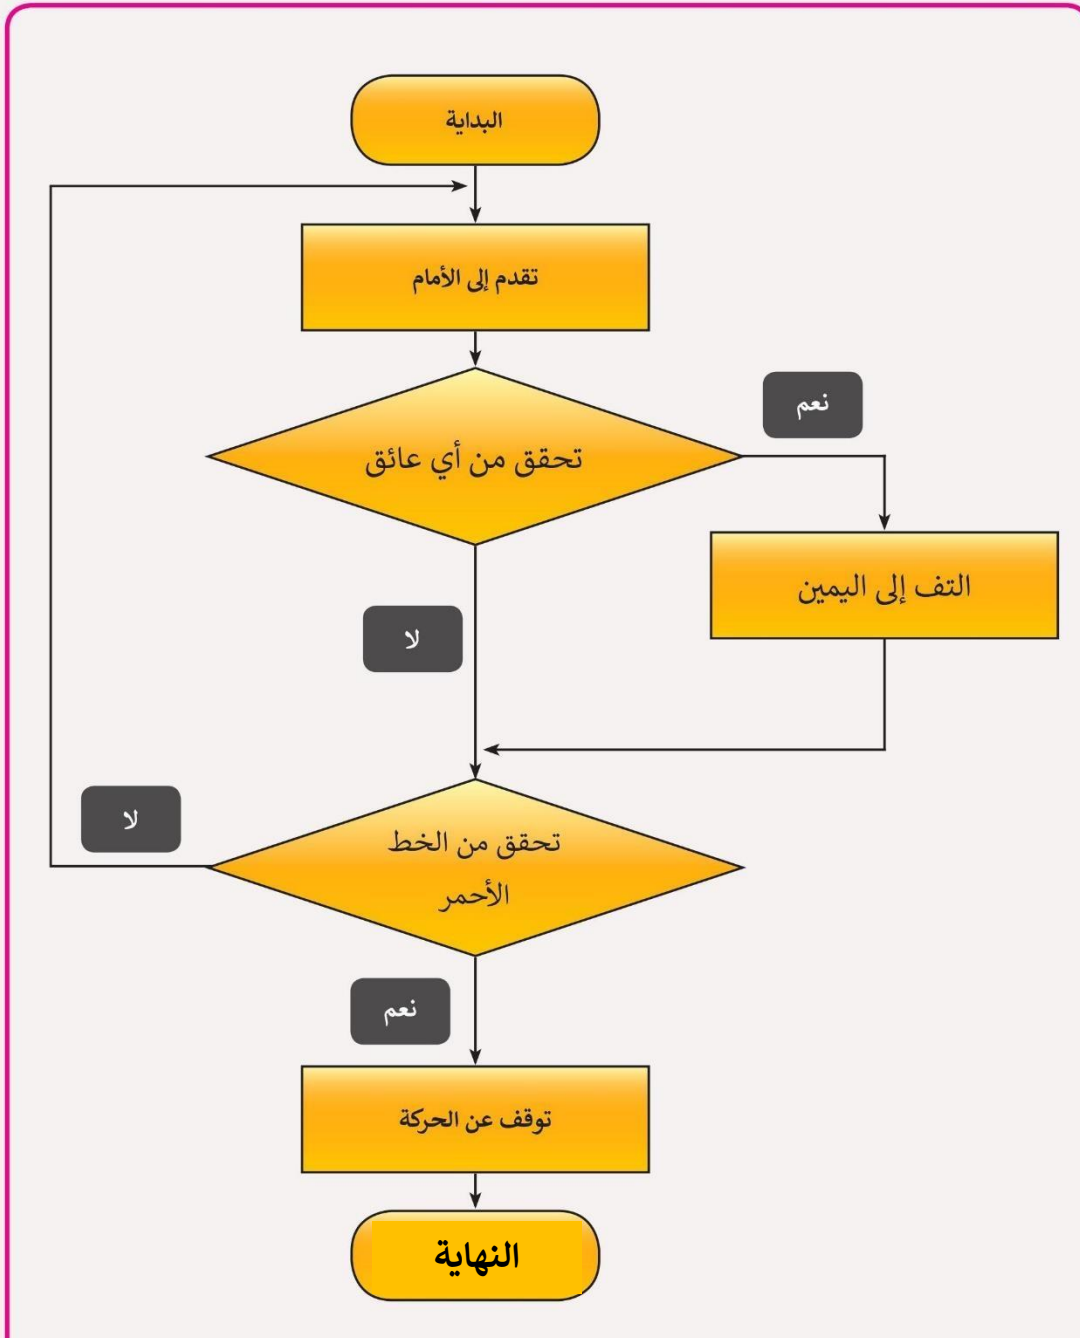 البداية
تقدم إلى الأمام
نعم
تحقق من أي عائق
التف إلى اليمين
لا
لا
تحقق من الخط
الأحمر
نعم
توقف عن الحركة
النهاية